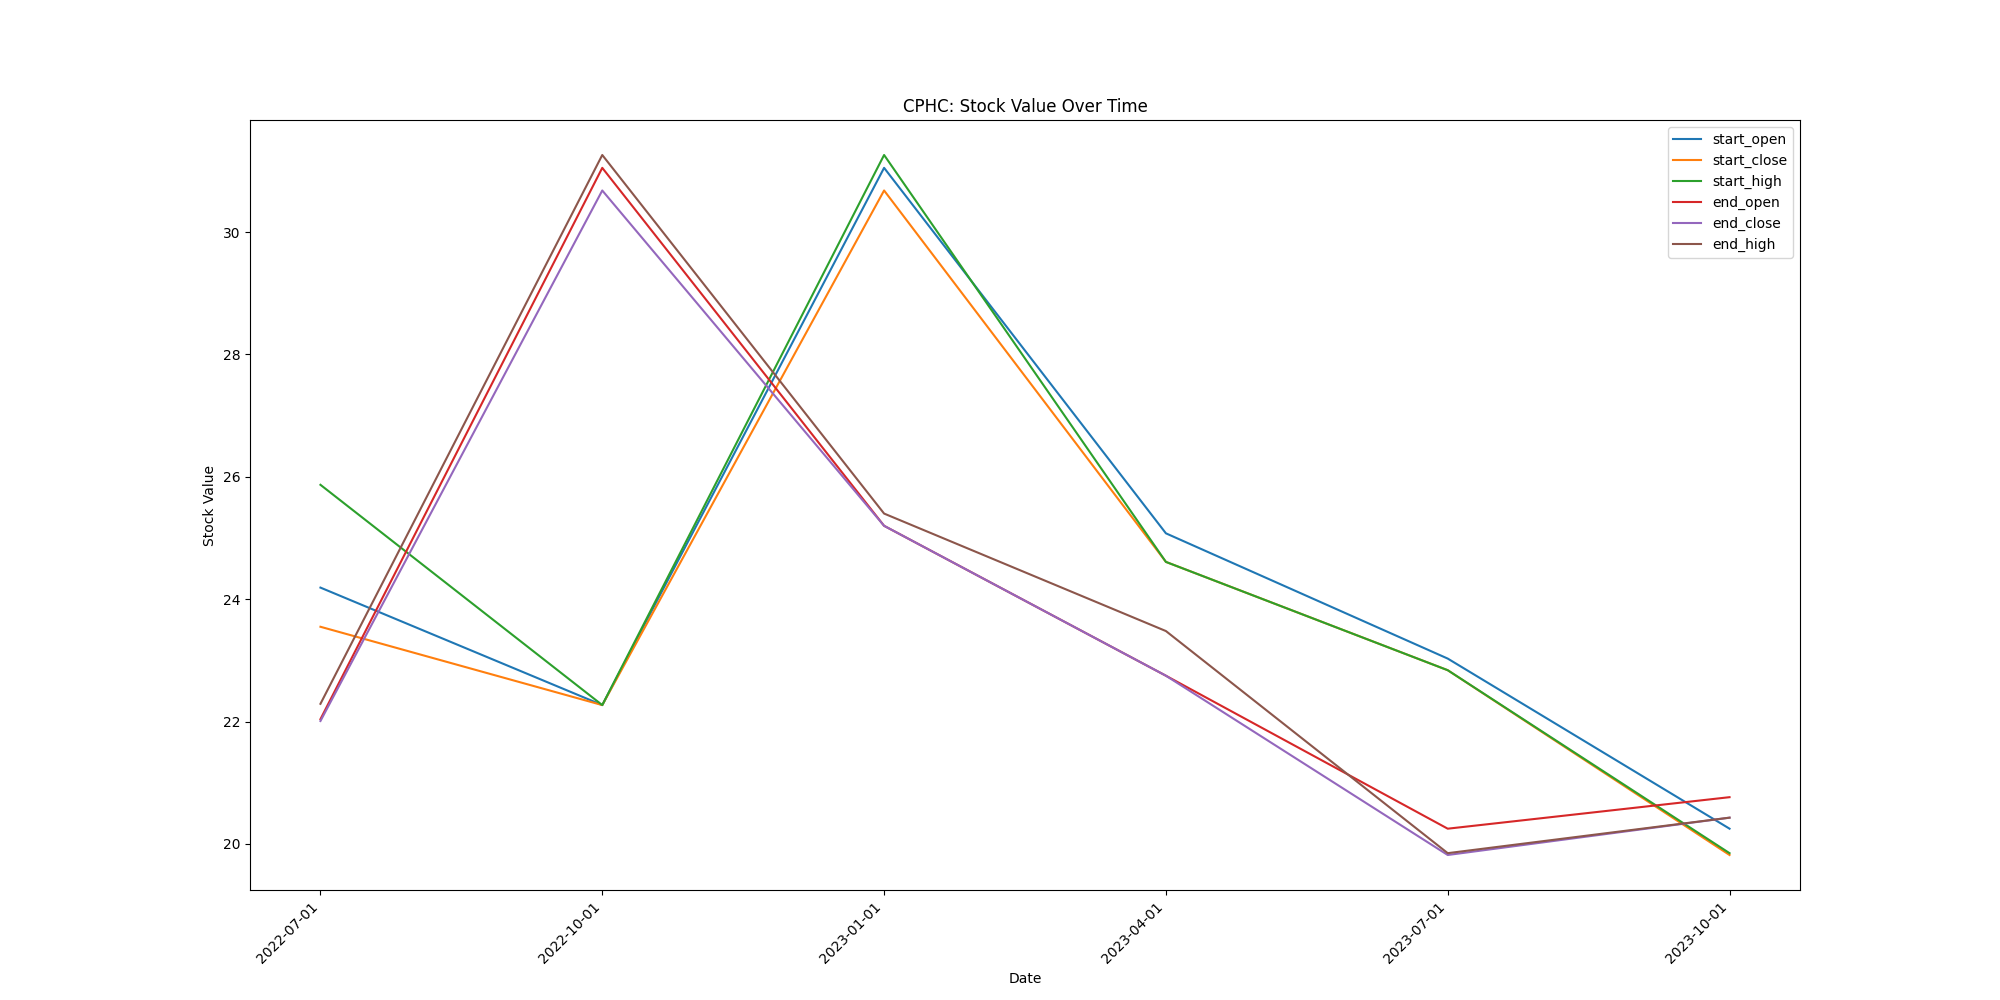 CPHC: Stock Value Over Time
start_open
start_close
start_high
end_open
end_close
end_high
Stock Value
30
28
26
24
22
20
2022-07-01
2022-10-01
2023-01-01
2023-04-01
2023-07-01
2023-10-01
Date